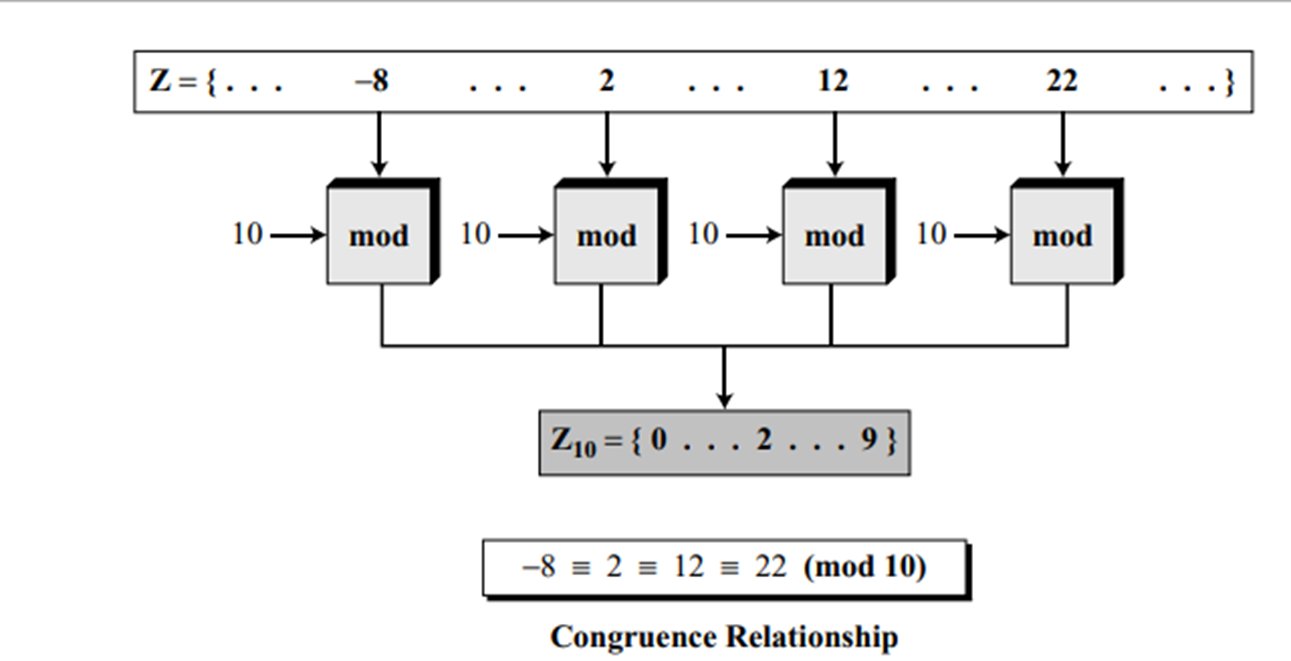 Z = { . . . –8 . . . 2 . . . 12 . . . 22 . . . }
10 mod 10 mod 10 mod 10 mod
Z10 = { 0 . . . 2 . . . 9 }
–8 ≡ 2 ≡ 12 ≡ 22 (mod 10)
Congruence Relationship